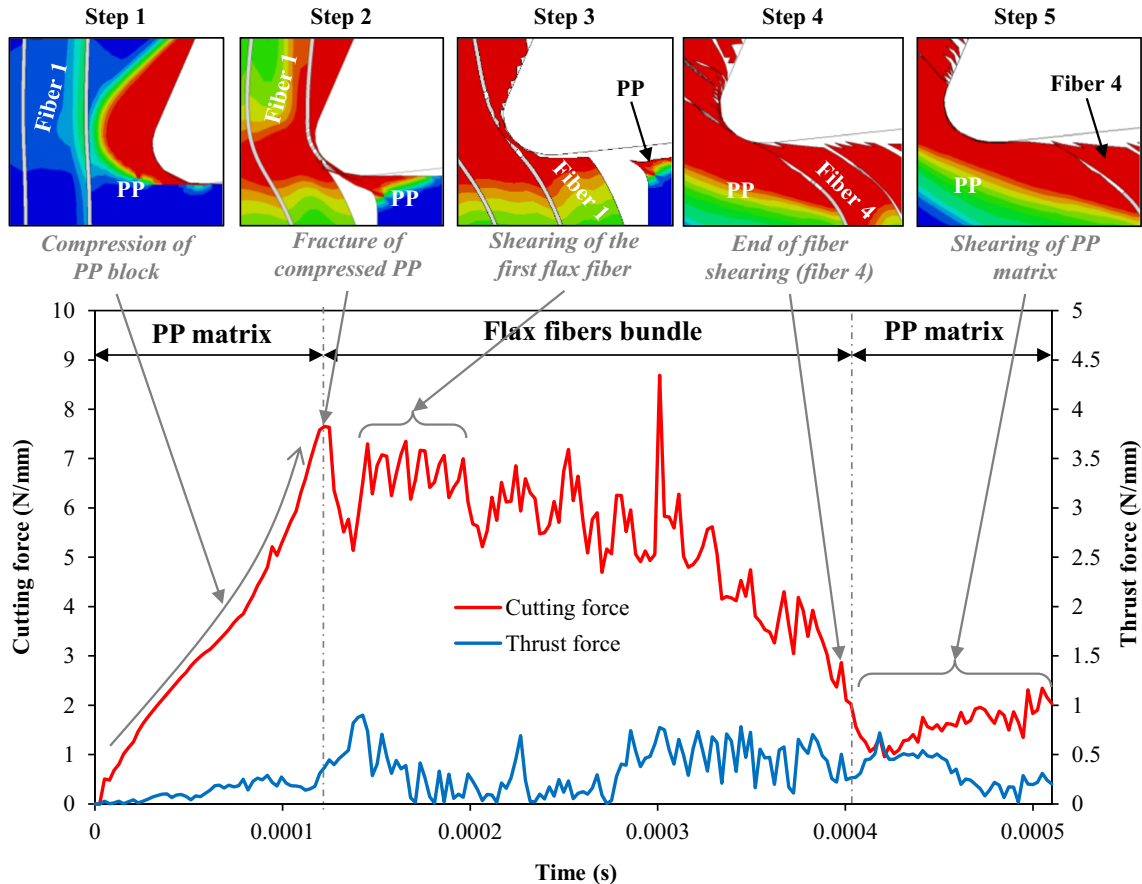 Step 1
Step 2
Step 3
Step 4
Step 5
Fiber 1
PP
Fiber 1
PP
PP
Fiber 1
PP
Fiber 4
Fiber 4
PP
Compression of
PP block
Fracture of
compressed PP
Shearing of the
first flax fiber
End of fiber
shearing (fiber 4)
Shearing of PP
matrix
PP matrix
Flax fibers bundle
PP matrix
Cutting force (N/mm)
10
9
8
7
6
5
4
3
2
1
0
Cutting force
Thrust force
5
4.5
4
3.5
3
2.5
2
1.5
1
0.5
0
Thrust force (N/mm)
0
0.0001
0.0002
0.0003
0.0004
0.0005
Time (s)